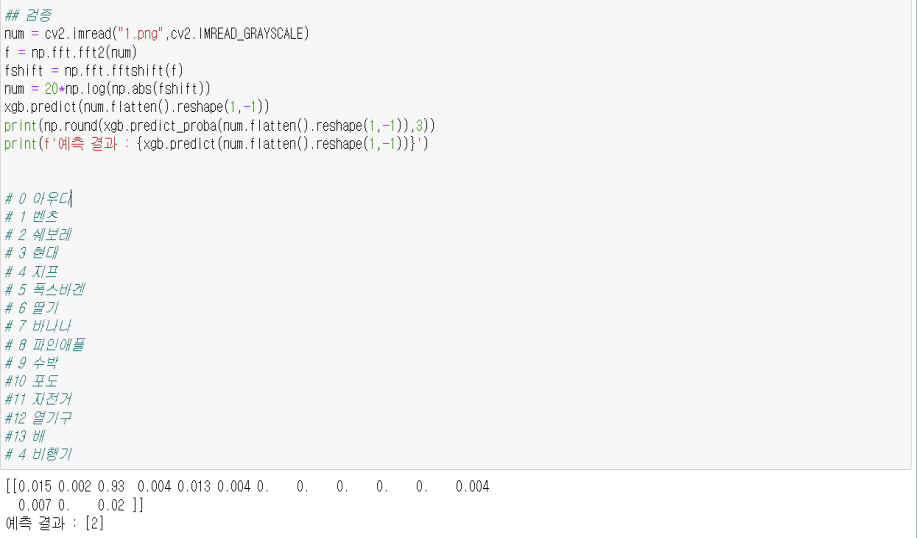 ## 검증
num = cv2.imread("1.png",cv2.IMREAD_GRAYSCALE)
f = np.fft.fft2(num)
fshift = np.fft.fftshift(f)
num = 20*np.log(np.abs(fshift))
xgb.predict(num.flatten().reshape(1,-1))
print(np.round(xgb.predict_proba(num.flatten().reshape(1,-1)),3))
print(f'예측 결과 : {xgb.predict(num.flatten().reshape(1,-1))}')
# 0 아우디
# 1 벤츠
# 2 쉐보레
# 3 현대
# 4 지프
# 5 폭스바겐
# 6 딸기
# 7 바나나
# 8 파인애플
# 9 수박
#10 포도
#11 자전거
#12 열기구
#13 배
# 4 비행기
[[0.015 0.002 0.93  0.004 0.013 0.004 0.    0.    0.    0.    0.    0.004
  0.007 0.    0.02 ]]
예측 결과 : [2]